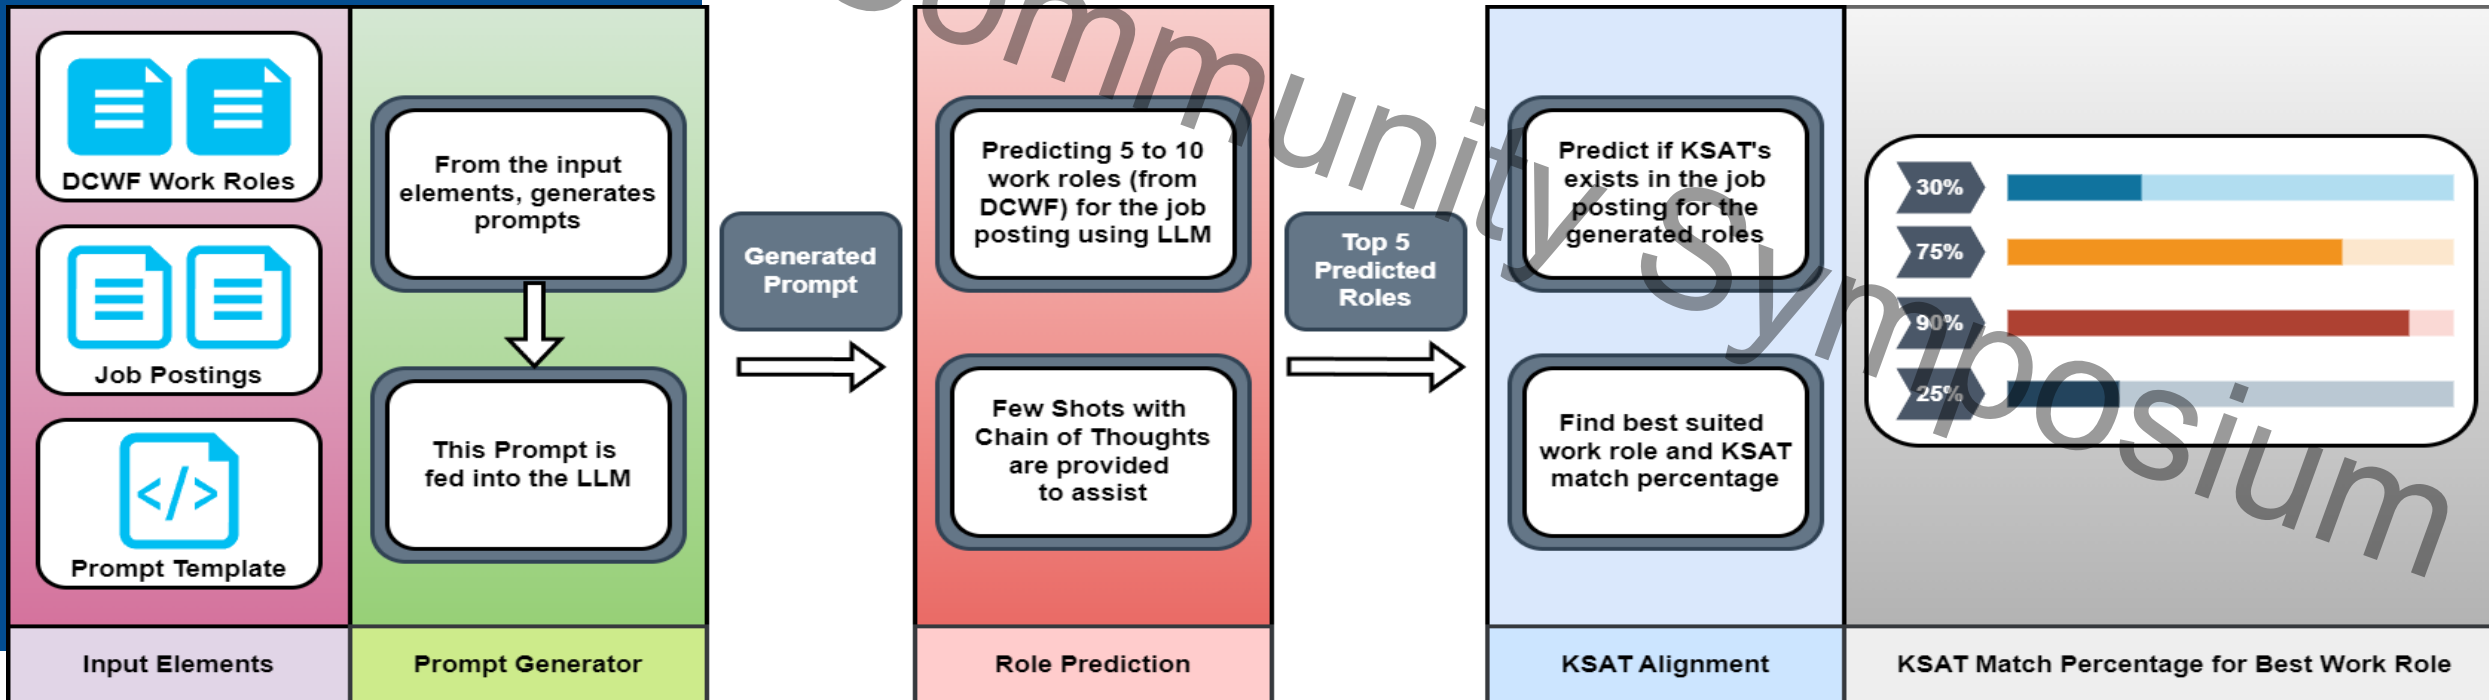 DCWF Work Roles
Job Postings
</>
Prompt Template
Input Elements
From the input
elements, generates
prompts
This Prompt is
fed into the LLM
Prompt Generator
Generated
Prompt
Predicting 5 to 10
work roles (from
DCWF) for the job
posting using LLM
Few Shots with
Chain of Thoughts
are provided
to assist
Role Prediction
Top 5
Predicted
Roles
Predict if KSAT's
exists in the job
posting for the
generated roles
Find best suited
work role and KSAT
match percentage
KSAT Alignment
30%
75%
90%
25%
KSAT Match Percentage for Best Work Role
Community Symposium